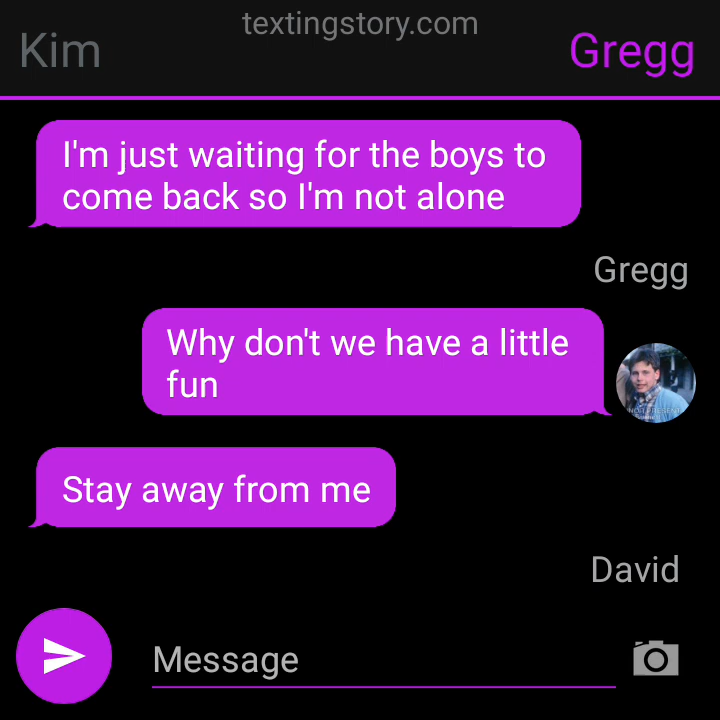 textingstory.com
Kim
Gregg
I'm just waiting for the boys to
come back so I'm not alone
Gregg
Why don't we have a little
fun
Stay away from me
David
Message